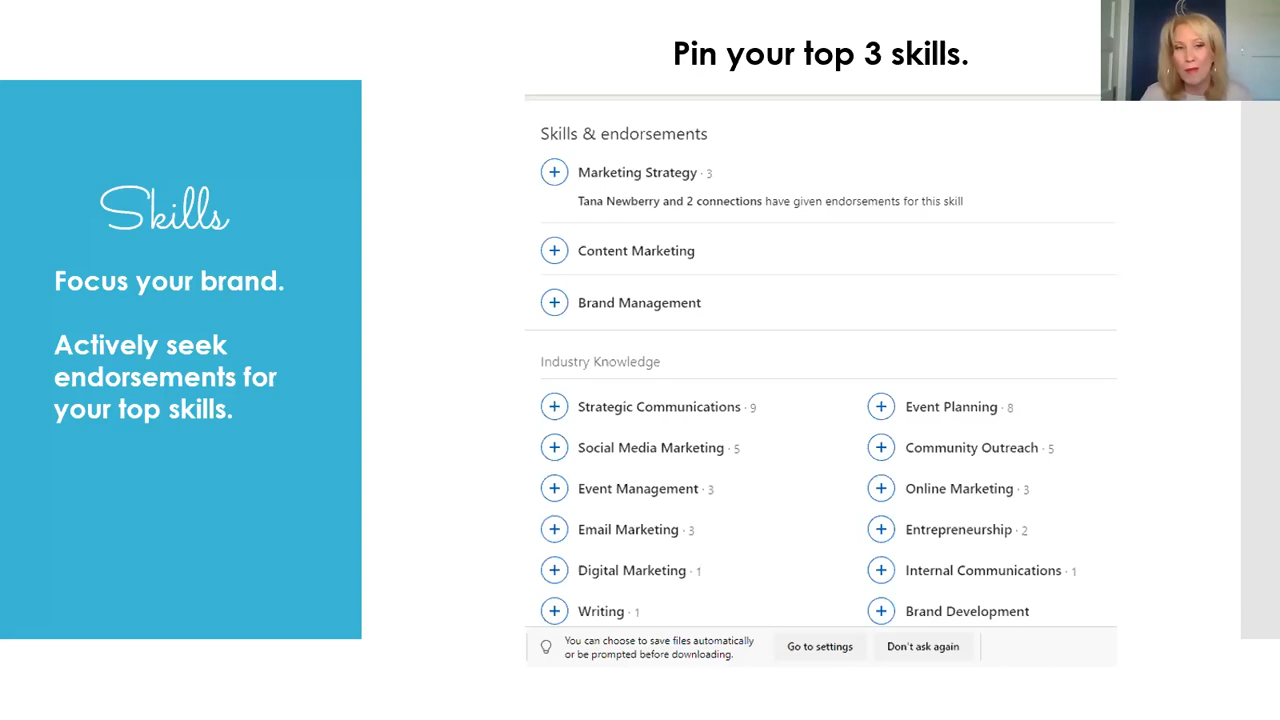 Pin your top 3 skills.
Skills
Focus your brand.
Actively seek
endorsements for
your top skills.
Skills & endorsements
Marketing Strategy · 3
Tana Newberry and 2 connections have given endorsements for this skill
Content Marketing
Brand Management
Industry Knowledge
Strategic Communications · 9
Event Planning · 8
Social Media Marketing · 5
Community Outreach · 5
Event Management · 3
Online Marketing · 3
Email Marketing · 3
Entrepreneurship · 2
Digital Marketing · 1
Internal Communications · 1
Writing · 1
Brand Development
You can choose to save files automatically
or be prompted before downloading.
Go to settings
Don't ask again